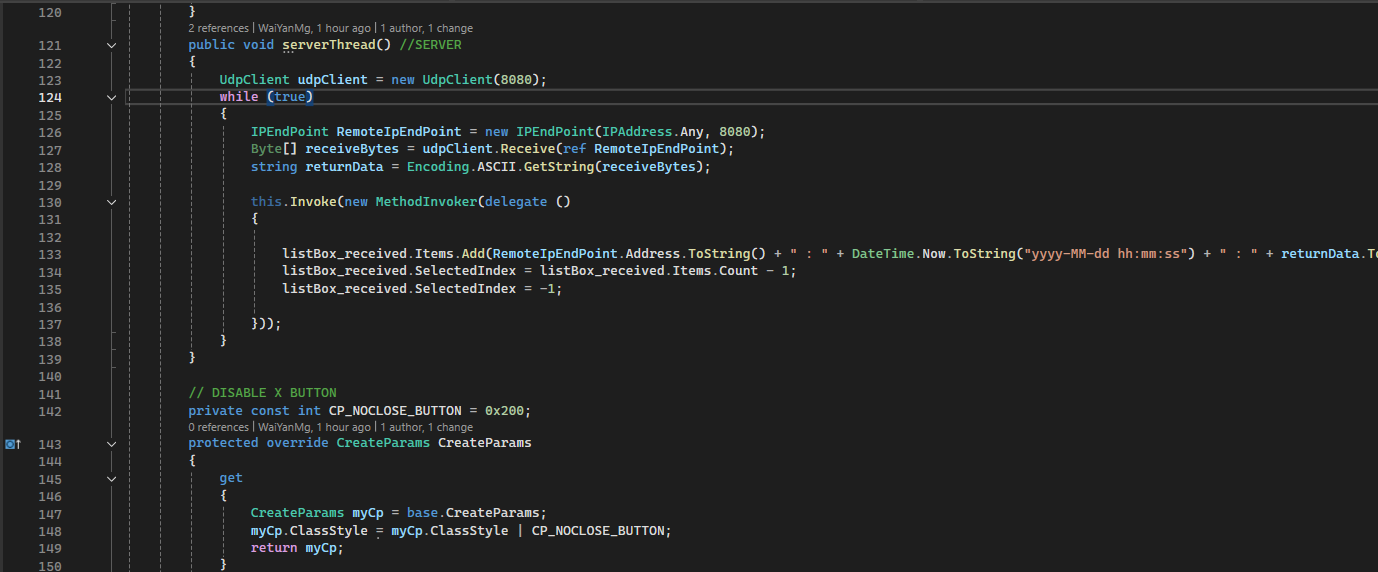 120 }
2 references | WaiYanMg, 1 hour ago | 1 author, 1 change
121 public void serverThread() //SERVER
122 {
123 UdpClient udpClient = new UdpClient(8080);
124 while (true)
125 {
126 IPEndPoint RemoteIpEndPoint = new IPEndPoint(IPAddress.Any, 8080);
127 Byte[] receiveBytes = udpClient.Receive(ref RemoteIpEndPoint);
128 string returnData = Encoding.ASCII.GetString(receiveBytes);
129
130 this.Invoke(new MethodInvoker(delegate ()
131 {
132
133 listBox_received.Items.Add(RemoteIpEndPoint.Address.ToString() + " : " + DateTime.Now.ToString("yyyy-MM-dd hh:mm:ss") + " : " + returnData.To
134 listBox_received.SelectedIndex = listBox_received.Items.Count - 1;
135 listBox_received.SelectedIndex = -1;
136
137 }));
138 }
139 }
140
141 // DISABLE X BUTTON
142 private const int CP_NOCLOSE_BUTTON = 0x200;
0 references | WaiYanMg, 1 hour ago | 1 author, 1 change
143 protected override CreateParams CreateParams
144 {
145 get
146 {
147 CreateParams myCp = base.CreateParams;
148 myCp.ClassStyle = myCp.ClassStyle | CP_NOCLOSE_BUTTON;
149 return myCp;
150 }